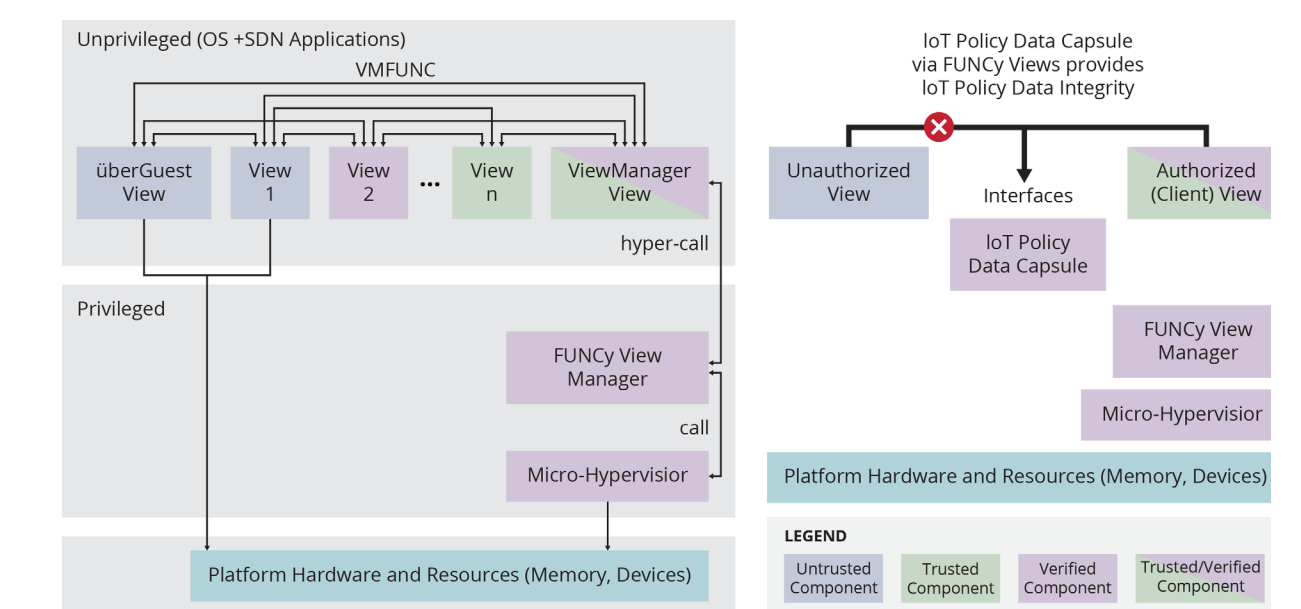 Unprivileged (OS +SDN Applications)
VMFUNC
überGuest
View
View
1
View
2
...
View
n
ViewManager
View
hyper-call
Privileged
FUNCy View
Manager
call
Micro-Hypervisior
Platform Hardware and Resources (Memory, Devices)
IoT Policy Data Capsule
via FUNCy Views provides
IoT Policy Data Integrity
Unauthorized
View
Interfaces
Authorized
(Client) View
IoT Policy
Data Capsule
FUNCy View
Manager
Micro-Hypervisior
Platform Hardware and Resources (Memory, Devices)
LEGEND
Untrusted
Component
Trusted
Component
Verified
Component
Trusted/Verified
Component